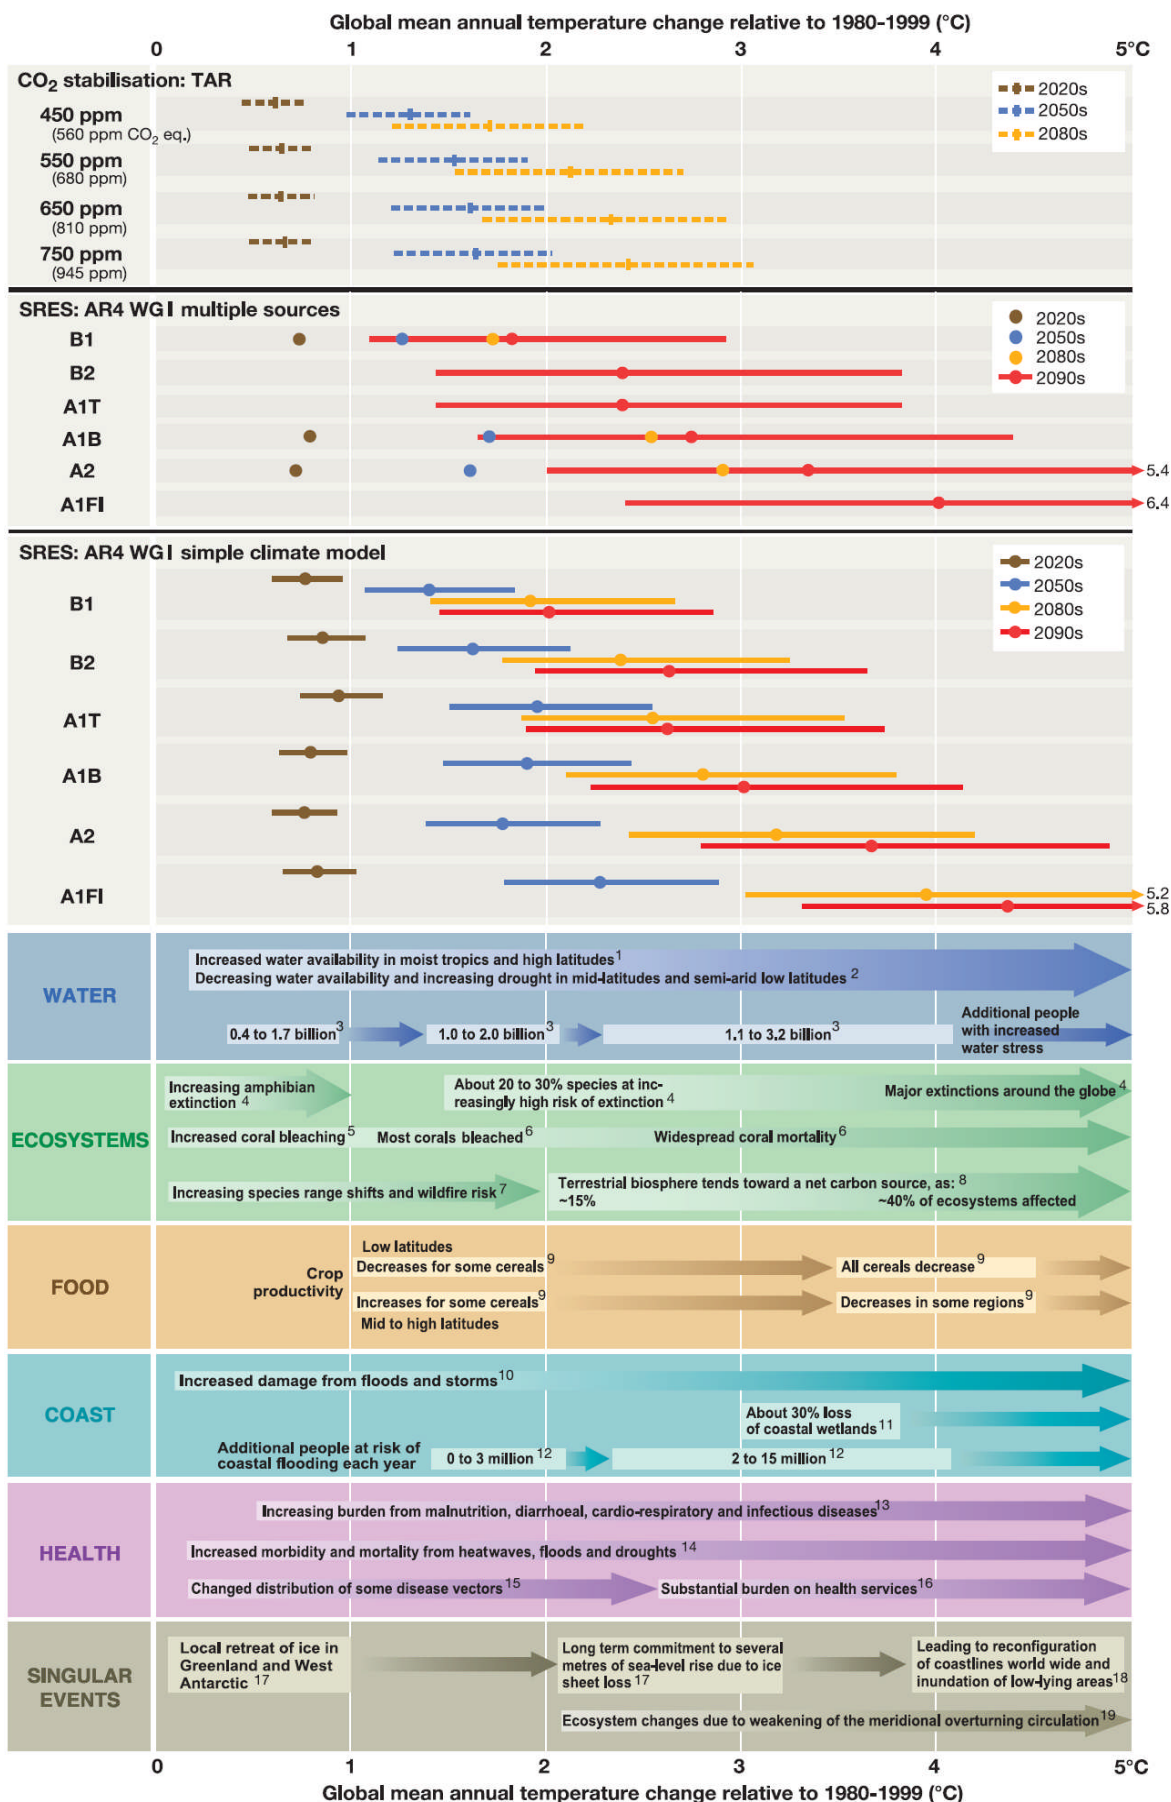 Global mean annual temperature change relative to 1980-1999 (°C)
0 1 2 3 4 5°C
CO2 stabilisation: TAR
450 ppm
(560 ppm CO2 eq.)
550 ppm
(680 ppm)
650 ppm
(810 ppm)
750 ppm
(945 ppm)
2020s
2050s
2080s
SRES: AR4 WG I multiple sources
B1
B2
A1T
A1B
A2
A1FI
2020s
2050s
2080s
2090s
5.4
6.4
SRES: AR4 WG I simple climate model
B1
B2
A1T
A1B
A2
A1FI
2020s
2050s
2080s
2090s
5.2
5.8
WATER
Increased water availability in moist tropics and high latitudes 1
Decreasing water availability and increasing drought in mid-latitudes and semi-arid low latitudes 2
0.4 to 1.7 billion 3
1.0 to 2.0 billion 3
1.1 to 3.2 billion 3
Additional people
with increased
water stress
ECOSYSTEMS
Increasing amphibian
extinction 4
About 20 to 30% species at inc-
reasingly high risk of extinction 4
Major extinctions around the globe 4
Increased coral bleaching 5
Most corals bleached 6
Widespread coral mortality 6
Increasing species range shifts and wildfire risk 7
Terrestrial biosphere tends toward a net carbon source, as: 8
~15%
~40% of ecosystems affected
FOOD
Crop
productivity
Low latitudes
Decreases for some cereals 9
All cereals decrease 9
Increases for some cereals 9
Mid to high latitudes
Decreases in some regions 9
COAST
Increased damage from floods and storms 10
About 30% loss
of coastal wetlands 11
Additional people at risk of
coastal flooding each year
0 to 3 million 12
2 to 15 million 12
HEALTH
Increasing burden from malnutrition, diarrhoeal, cardio-respiratory and infectious diseases 13
Increased morbidity and mortality from heatwaves, floods and droughts 14
Changed distribution of some disease vectors 15
Substantial burden on health services 16
SINGULAR
EVENTS
Local retreat of ice in
Greenland and West
Antarctic 17
Long term commitment to several
metres of sea-level rise due to ice
sheet loss 17
Leading to reconfiguration
of coastlines world wide and
inundation of low-lying areas 18
Ecosystem changes due to weakening of the meridional overturning circulation 19
0 1 2 3 4 5°C
Global mean annual temperature change relative to 1980-1999 (°C)